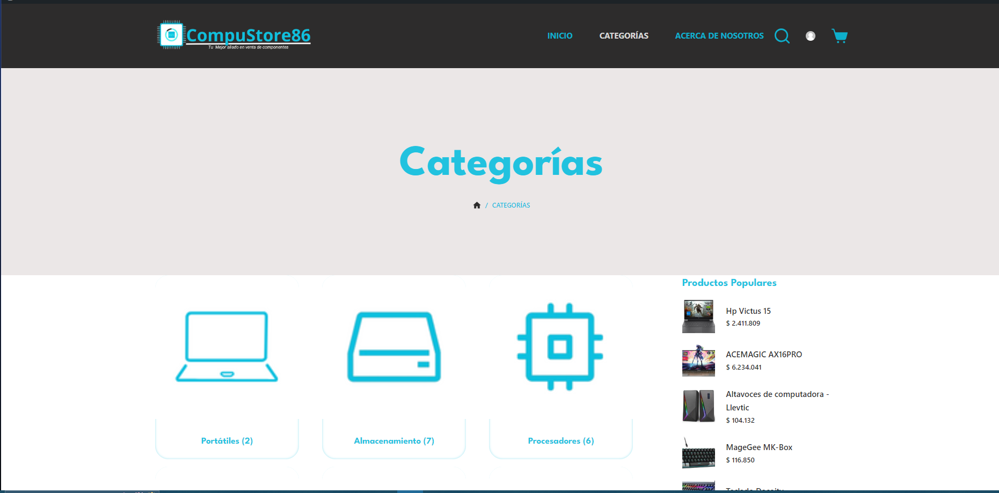 CompuStore86
Tu Mejor aliado en venta de componentes
INICIO
CATEGORÍAS
ACERCA DE NOSOTROS
Categorías
/ CATEGORÍAS
Portátiles (2)
Almacenamiento (7)
Procesadores (6)
Productos Populares
Hp Victus 15
$ 2.411.809
ACEMAGIC AX16PRO
$ 6.234.041
Altavoces de computadora -
Llevtic
$ 104.132
MageGee MK-Box
$ 116.850